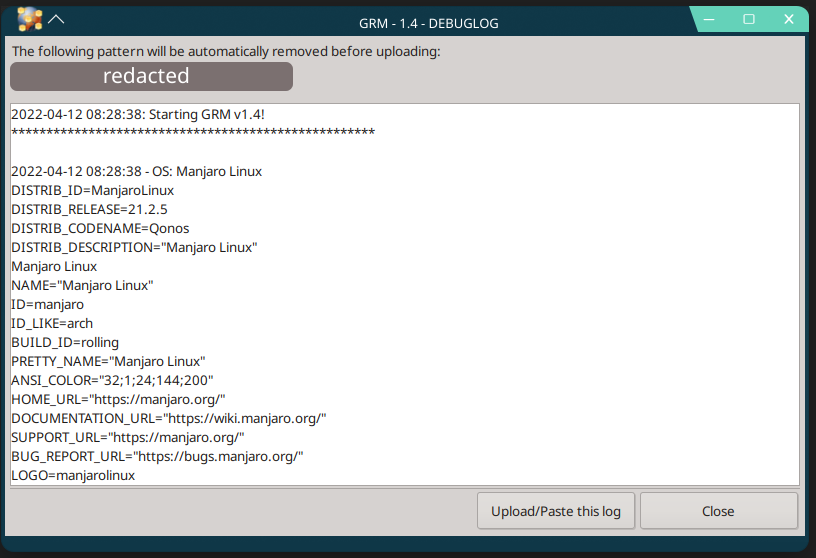 GRM - 1.4 - DEBUGLOG
The following pattern will be automatically removed before uploading:
redacted
2022-04-12 08:28:38: Starting GRM v1.4!
****************************************************
2022-04-12 08:28:38 - OS: Manjaro Linux
DISTRIB_ID=ManjaroLinux
DISTRIB_RELEASE=21.2.5
DISTRIB_CODENAME=Qonos
DISTRIB_DESCRIPTION="Manjaro Linux"
Manjaro Linux
NAME="Manjaro Linux"
ID=manjaro
ID_LIKE=arch
BUILD_ID=rolling
PRETTY_NAME="Manjaro Linux"
ANSI_COLOR="32;1;24;144;200"
HOME_URL="https://manjaro.org/"
DOCUMENTATION_URL="https://wiki.manjaro.org/"
SUPPORT_URL="https://manjaro.org/"
BUG_REPORT_URL="https://bugs.manjaro.org/"
LOGO=manjarolinux
Upload/Paste this log
Close